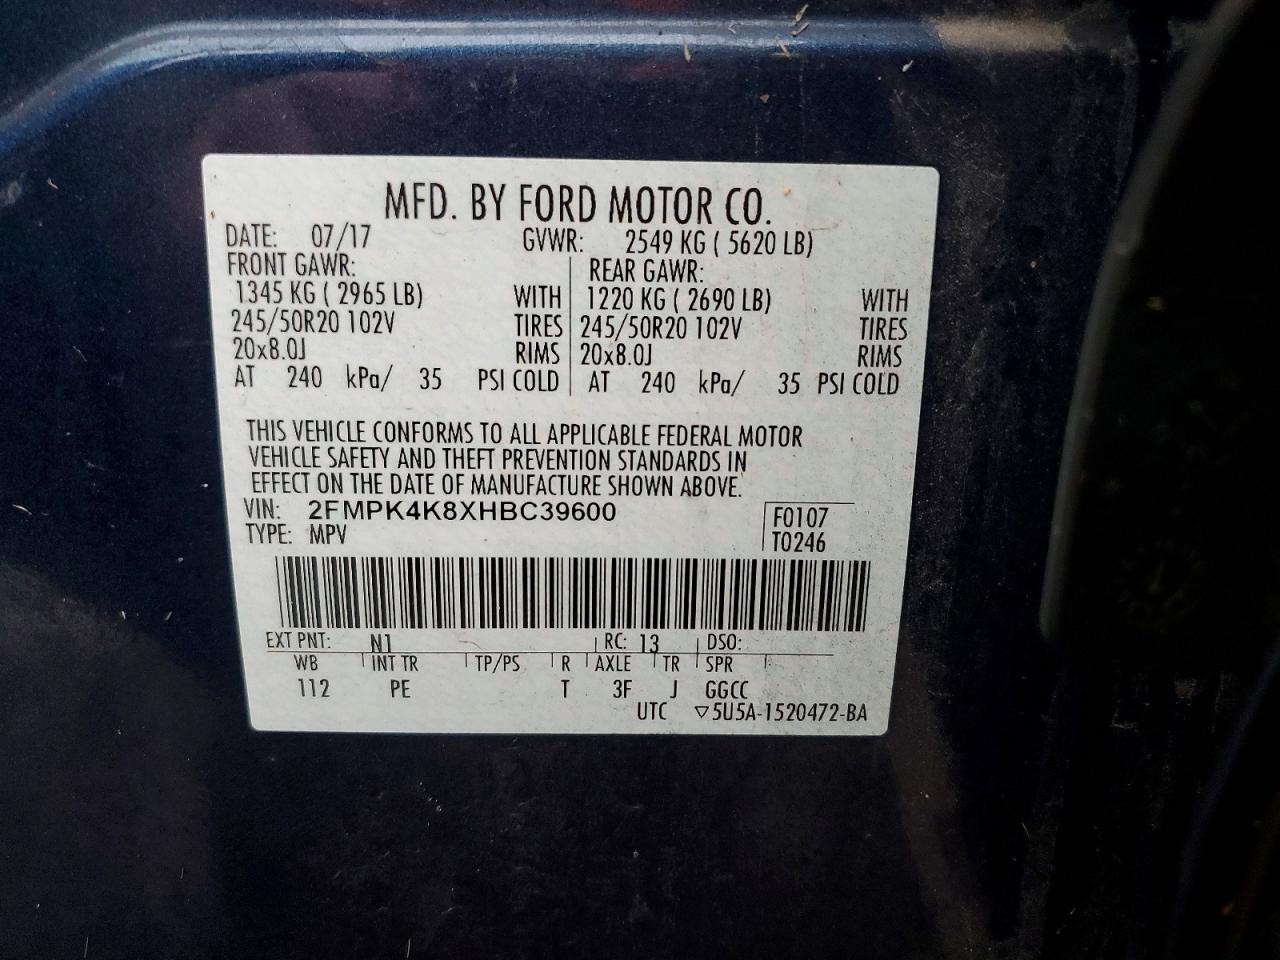 MFD. BY FORD MOTOR CO.
DATE: 07/17 GVWR: 2549 KG ( 5620 LB)
FRONT GAWR: REAR GAWR:
1345 KG ( 2965 LB) WITH 1220 KG ( 2690 LB) WITH
245/50R20 102V TIRES 245/50R20 102V TIRES
20x8.0J RIMS 20x8.0J RIMS
AT 240 kPa/ 35 PSI COLD AT 240 kPa/ 35 PSI COLD
THIS VEHICLE CONFORMS TO ALL APPLICABLE FEDERAL MOTOR
VEHICLE SAFETY AND THEFT PREVENTION STANDARDS IN
EFFECT ON THE DATE OF MANUFACTURE SHOWN ABOVE.
VIN: 2FMPK4K8XHBC39600 F0107
TYPE: MPV T0246
EXT PNT: N1 RC: 13 DSO:
WB INT TR TP/PS R AXLE TR SPR
112 PE T 3F J GGCC
UTC ▽5U5A-1520472-BA